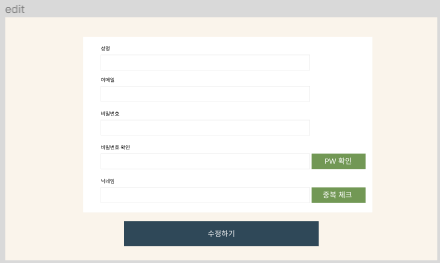 edit
성명
이메일
비밀번호
비밀번호 확인
PW 확인
닉네임
중복 체크
수정하기